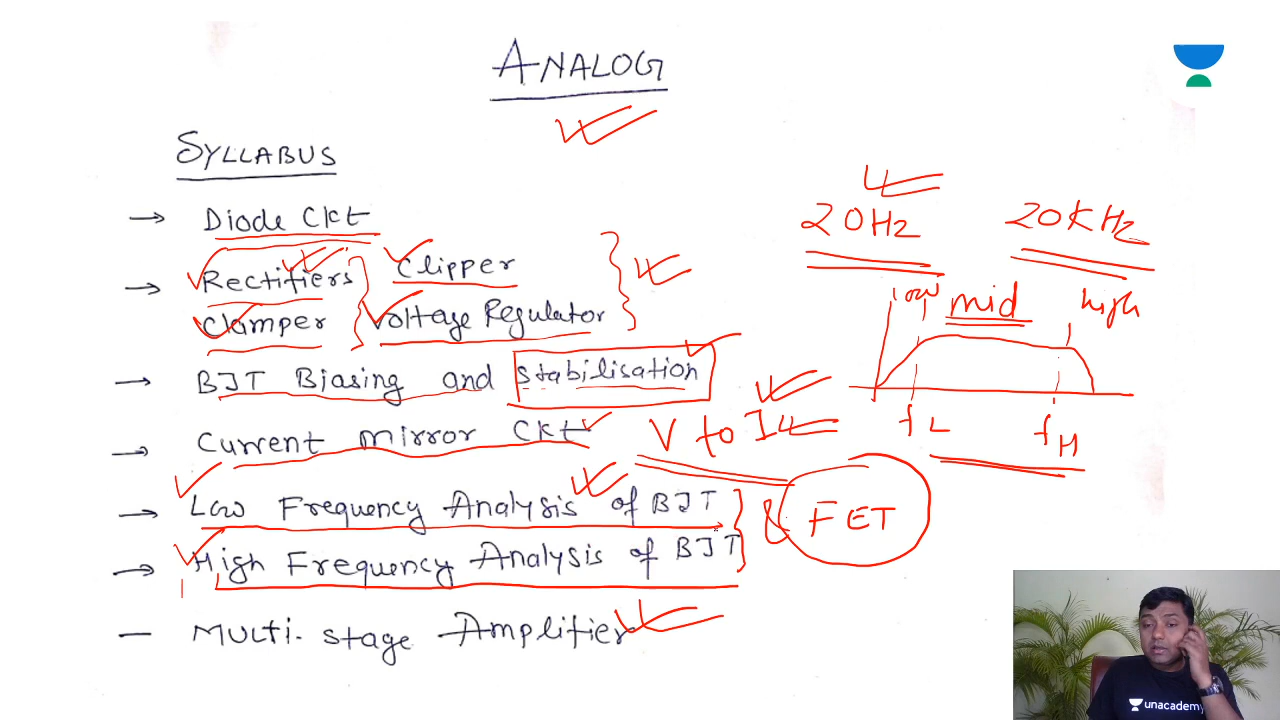 ANALOG
SYLLABUS
→ Diode Ckt
→ Rectifiers Clipper
Clamper Voltage Regulator
→ BJT Biasing and Stabilisation
→ Current mirror Ckt
→ Low Frequency Analysis of BJT
→ High Frequency Analysis of BJT
— Multi-stage Amplifier
V to I
& FET
20Hz 20KHz
low mid high
fL fH
unacademy